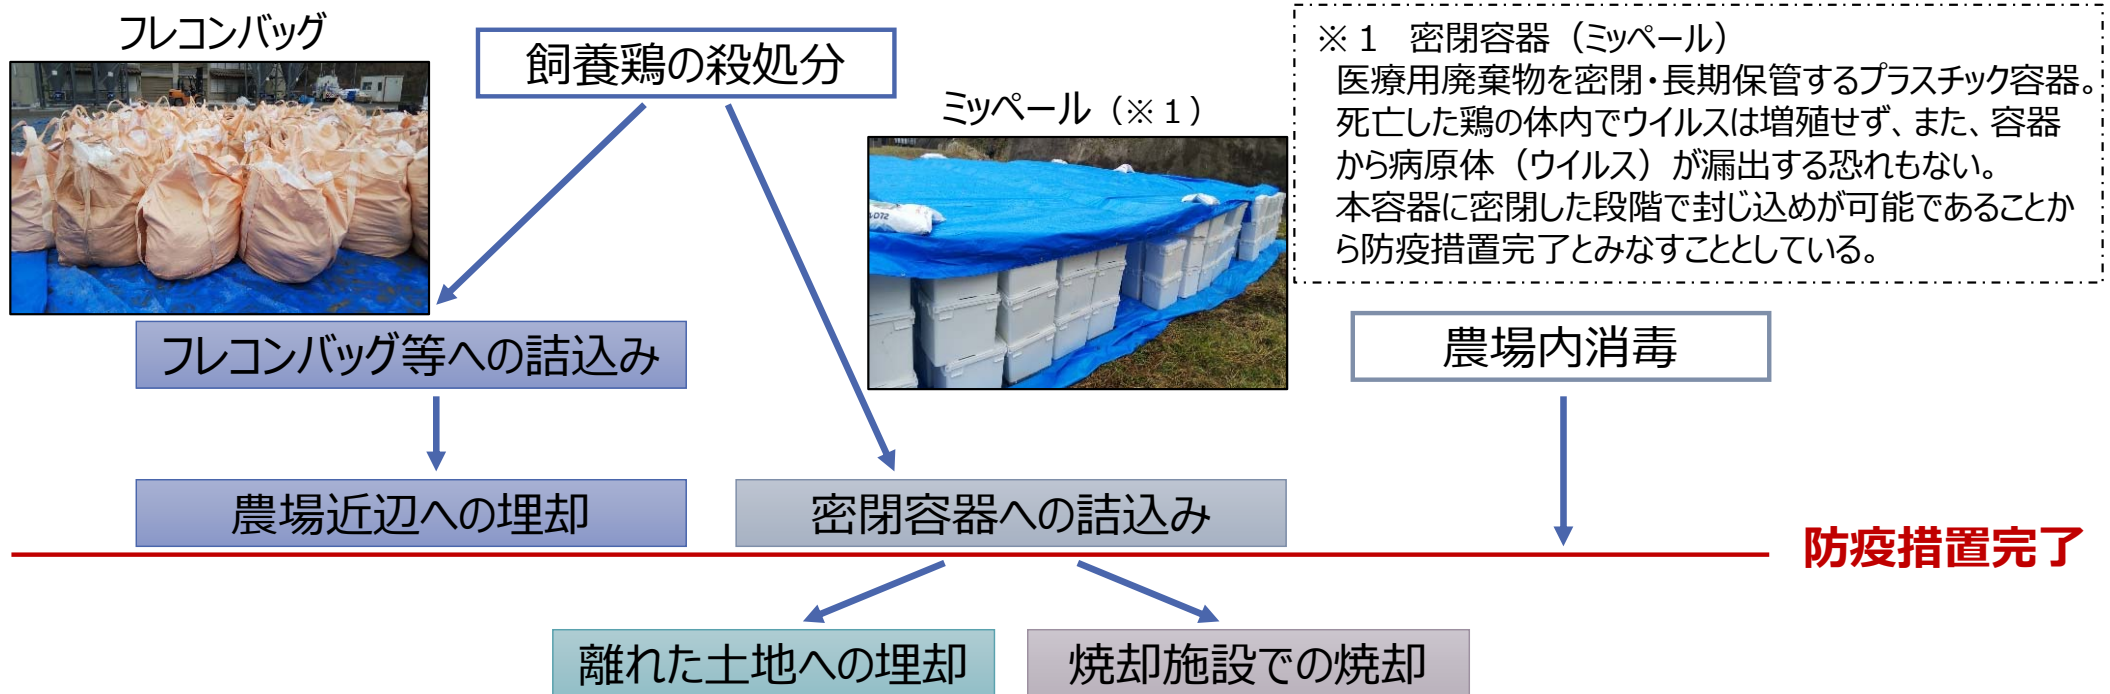 フレコンバッグ
飼養鶏の殺処分
ミッペール（※１）
※１　密閉容器（ミッペール）
医療用廃棄物を密閉・長期保管するプラスチック容器。
死亡した鶏の体内でウイルスは増殖せず、また、容器
から病原体（ウイルス）が漏出する恐れもない。
本容器に密閉した段階で封じ込めが可能であることか
ら防疫措置完了とみなすこととしている。
フレコンバッグ等への詰込み
農場内消毒
農場近辺への埋却
密閉容器への詰込み
防疫措置完了
離れた土地への埋却
焼却施設での焼却